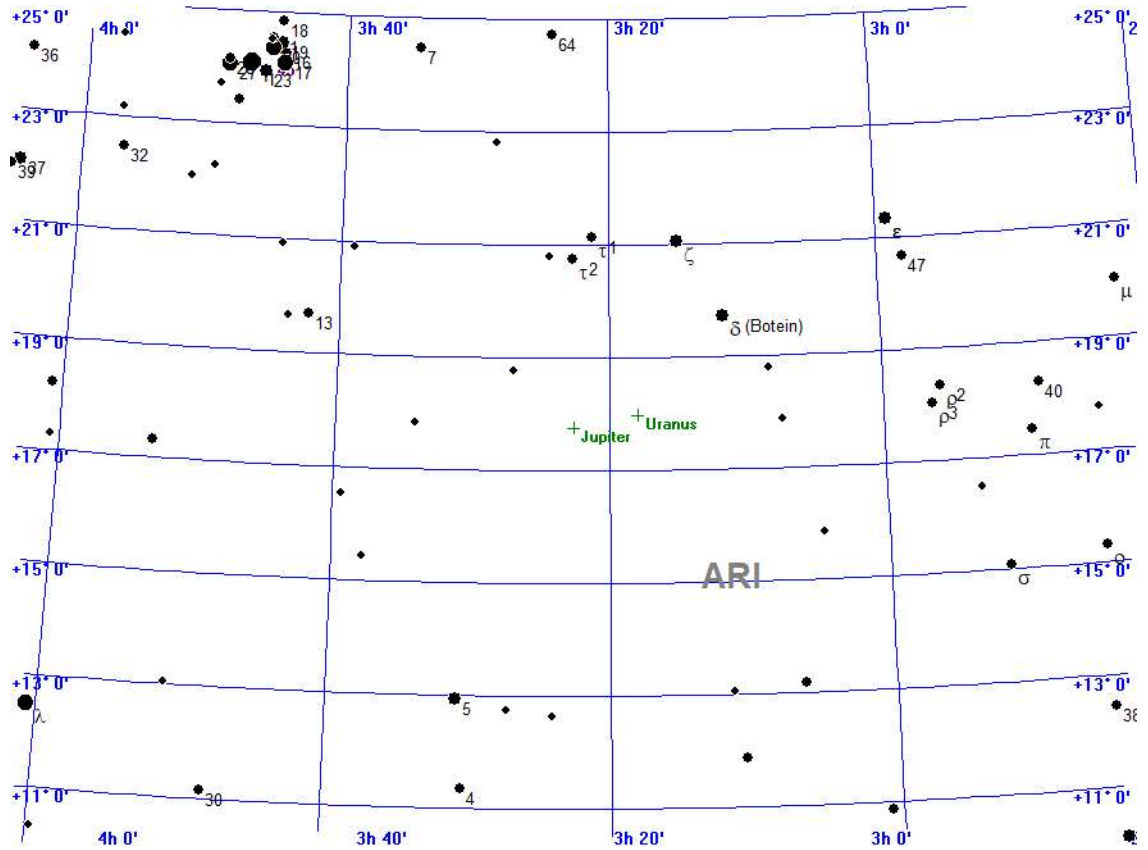 +25° 0'
4h 0'
18
3h 40'
3h 20'
3h 0'
+25° 0'
36
19
7
64
16
27
23
17
+23° 0'
+23° 0'
32
37
39
+21° 0'
τ1
ε
+21° 0'
τ2
ζ
47
μ
13
δ (Botein)
+19° 0'
+19° 0'
ρ2
40
ρ3
Uranus
Jupiter
π
+17° 0'
+17° 0'
+15° 0'
ARI
σ
+15° 0'
+13° 0'
+13° 0'
λ
5
38
+11° 0'
30
4
+11° 0'
4h 0'
3h 40'
3h 20'
3h 0'